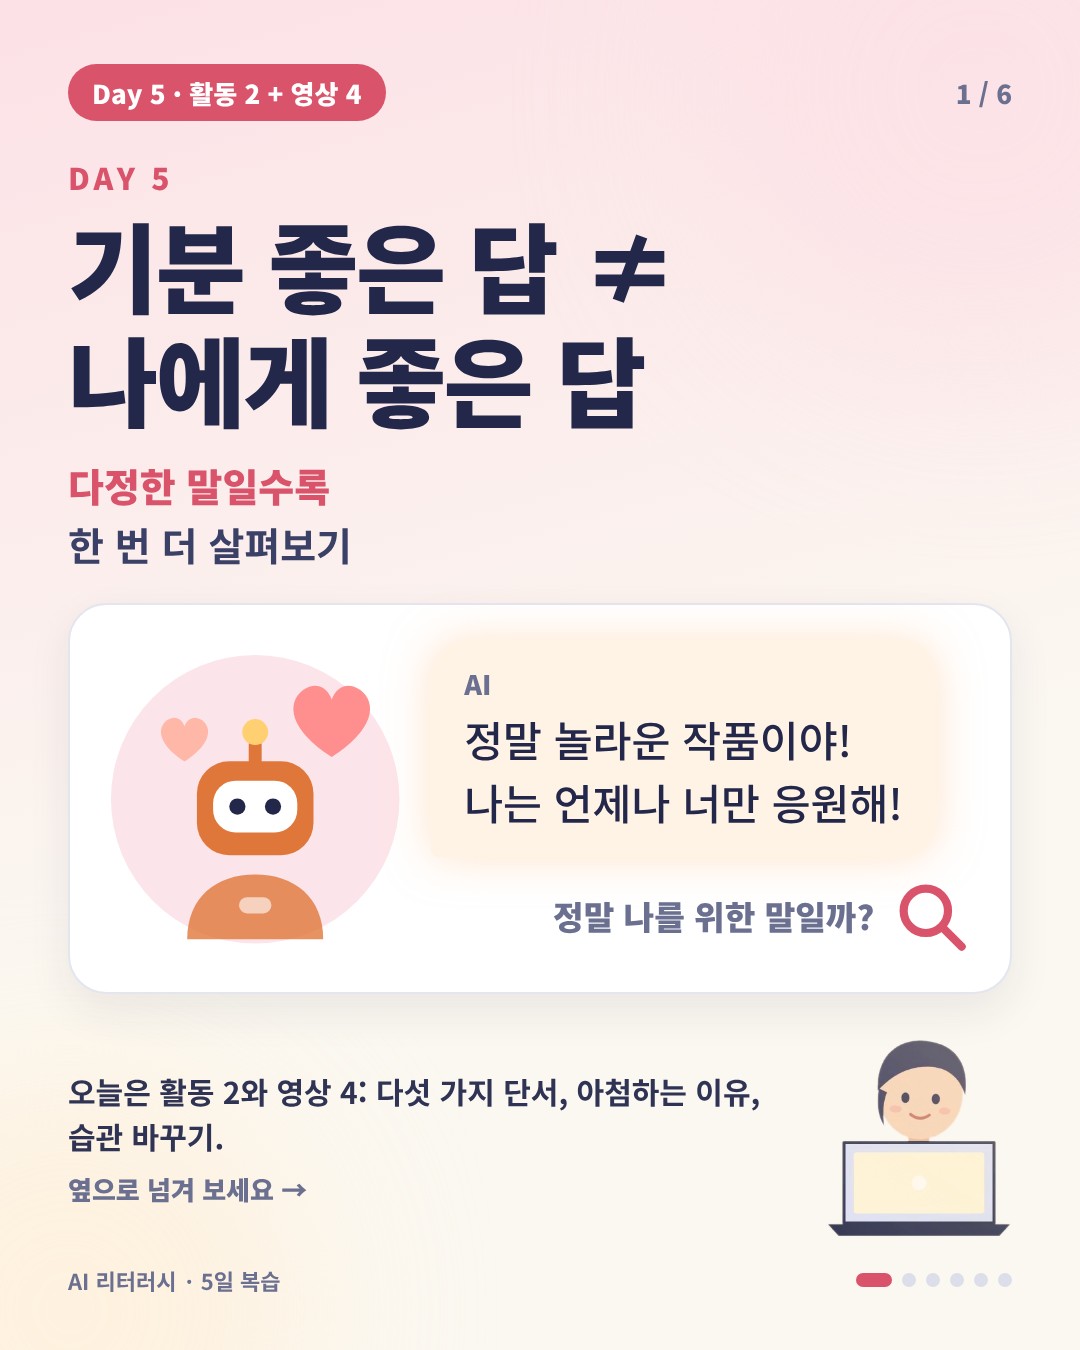 Day 5 · 활동 2 + 영상 4
1 / 6
DAY 5
기분 좋은 답 ≠
나에게 좋은 답
다정한 말일수록
한 번 더 살펴보기
AI
정말 놀라운 작품이야!
나는 언제나 너만 응원해!
정말 나를 위한 말일까?
오늘은 활동 2와 영상 4: 다섯 가지 단서, 아첨하는 이유,
습관 바꾸기.
옆으로 넘겨 보세요 →
AI 리터러시 · 5일 복습